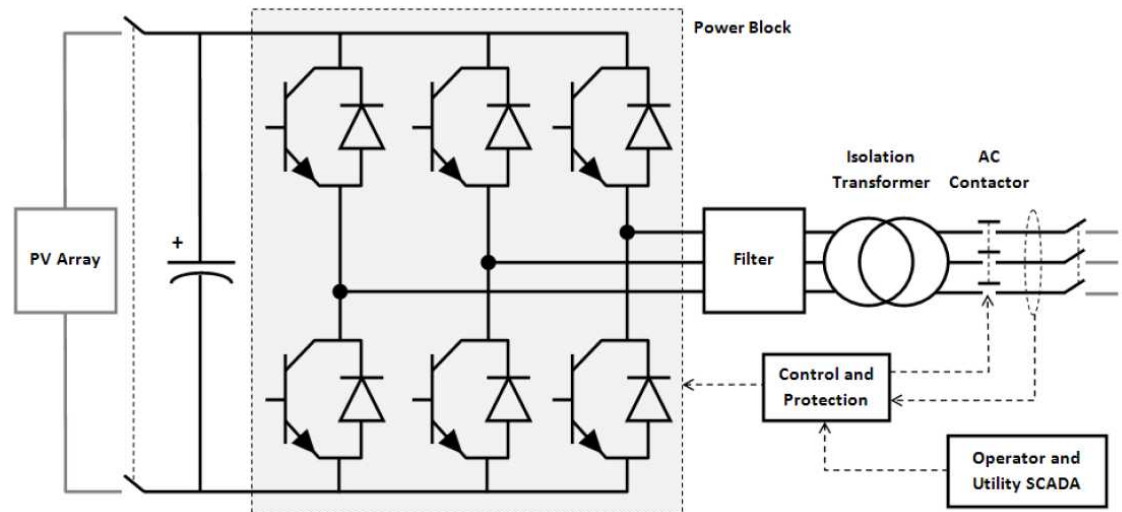 Power Block
Isolation
Transformer
AC
Contactor
PV Array
+
Filter
Control and
Protection
Operator and
Utility SCADA